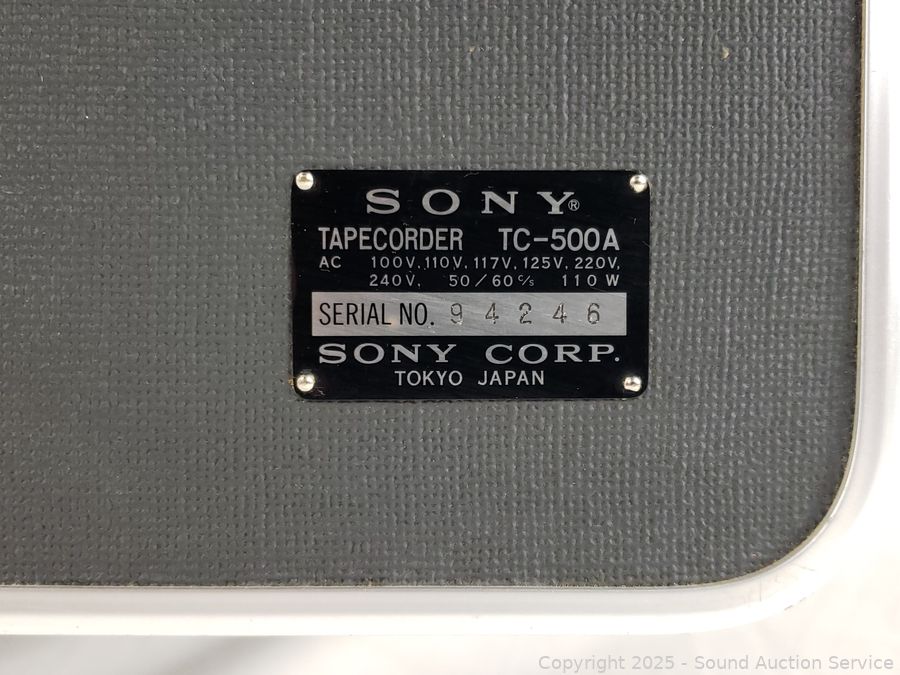 SONY®
TAPECORDER TC-500A
AC 100V, 110V, 117V, 125V, 220V,
240V, 50/60 c/s 110W
SERIAL NO. 94246
SONY CORP.
TOKYO JAPAN
Copyright 2025 - Sound Auction Service